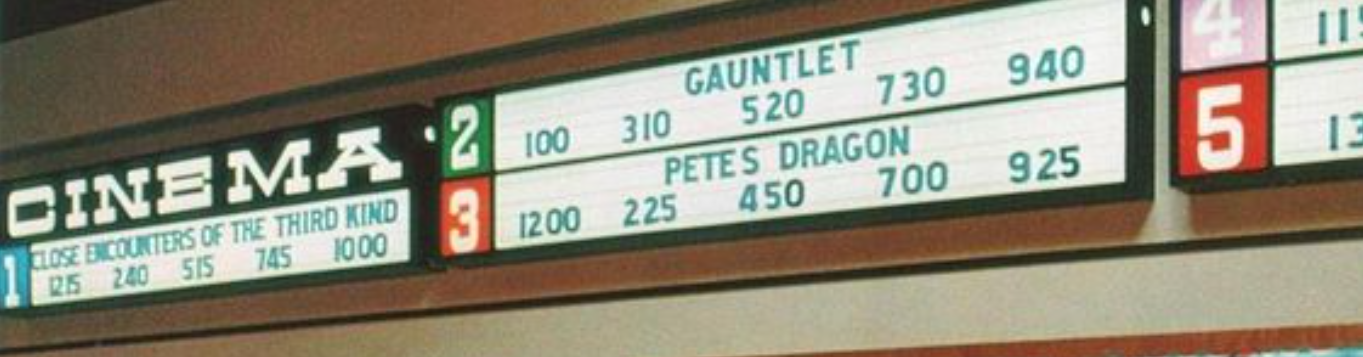 CINEMA
1
CLOSE ENCOUNTERS OF THE THIRD KIND
1215 240 515 745 1000
2
GAUNTLET
100 310 520 730 940
3
PETES DRAGON
1200 225 450 700 925
4
5